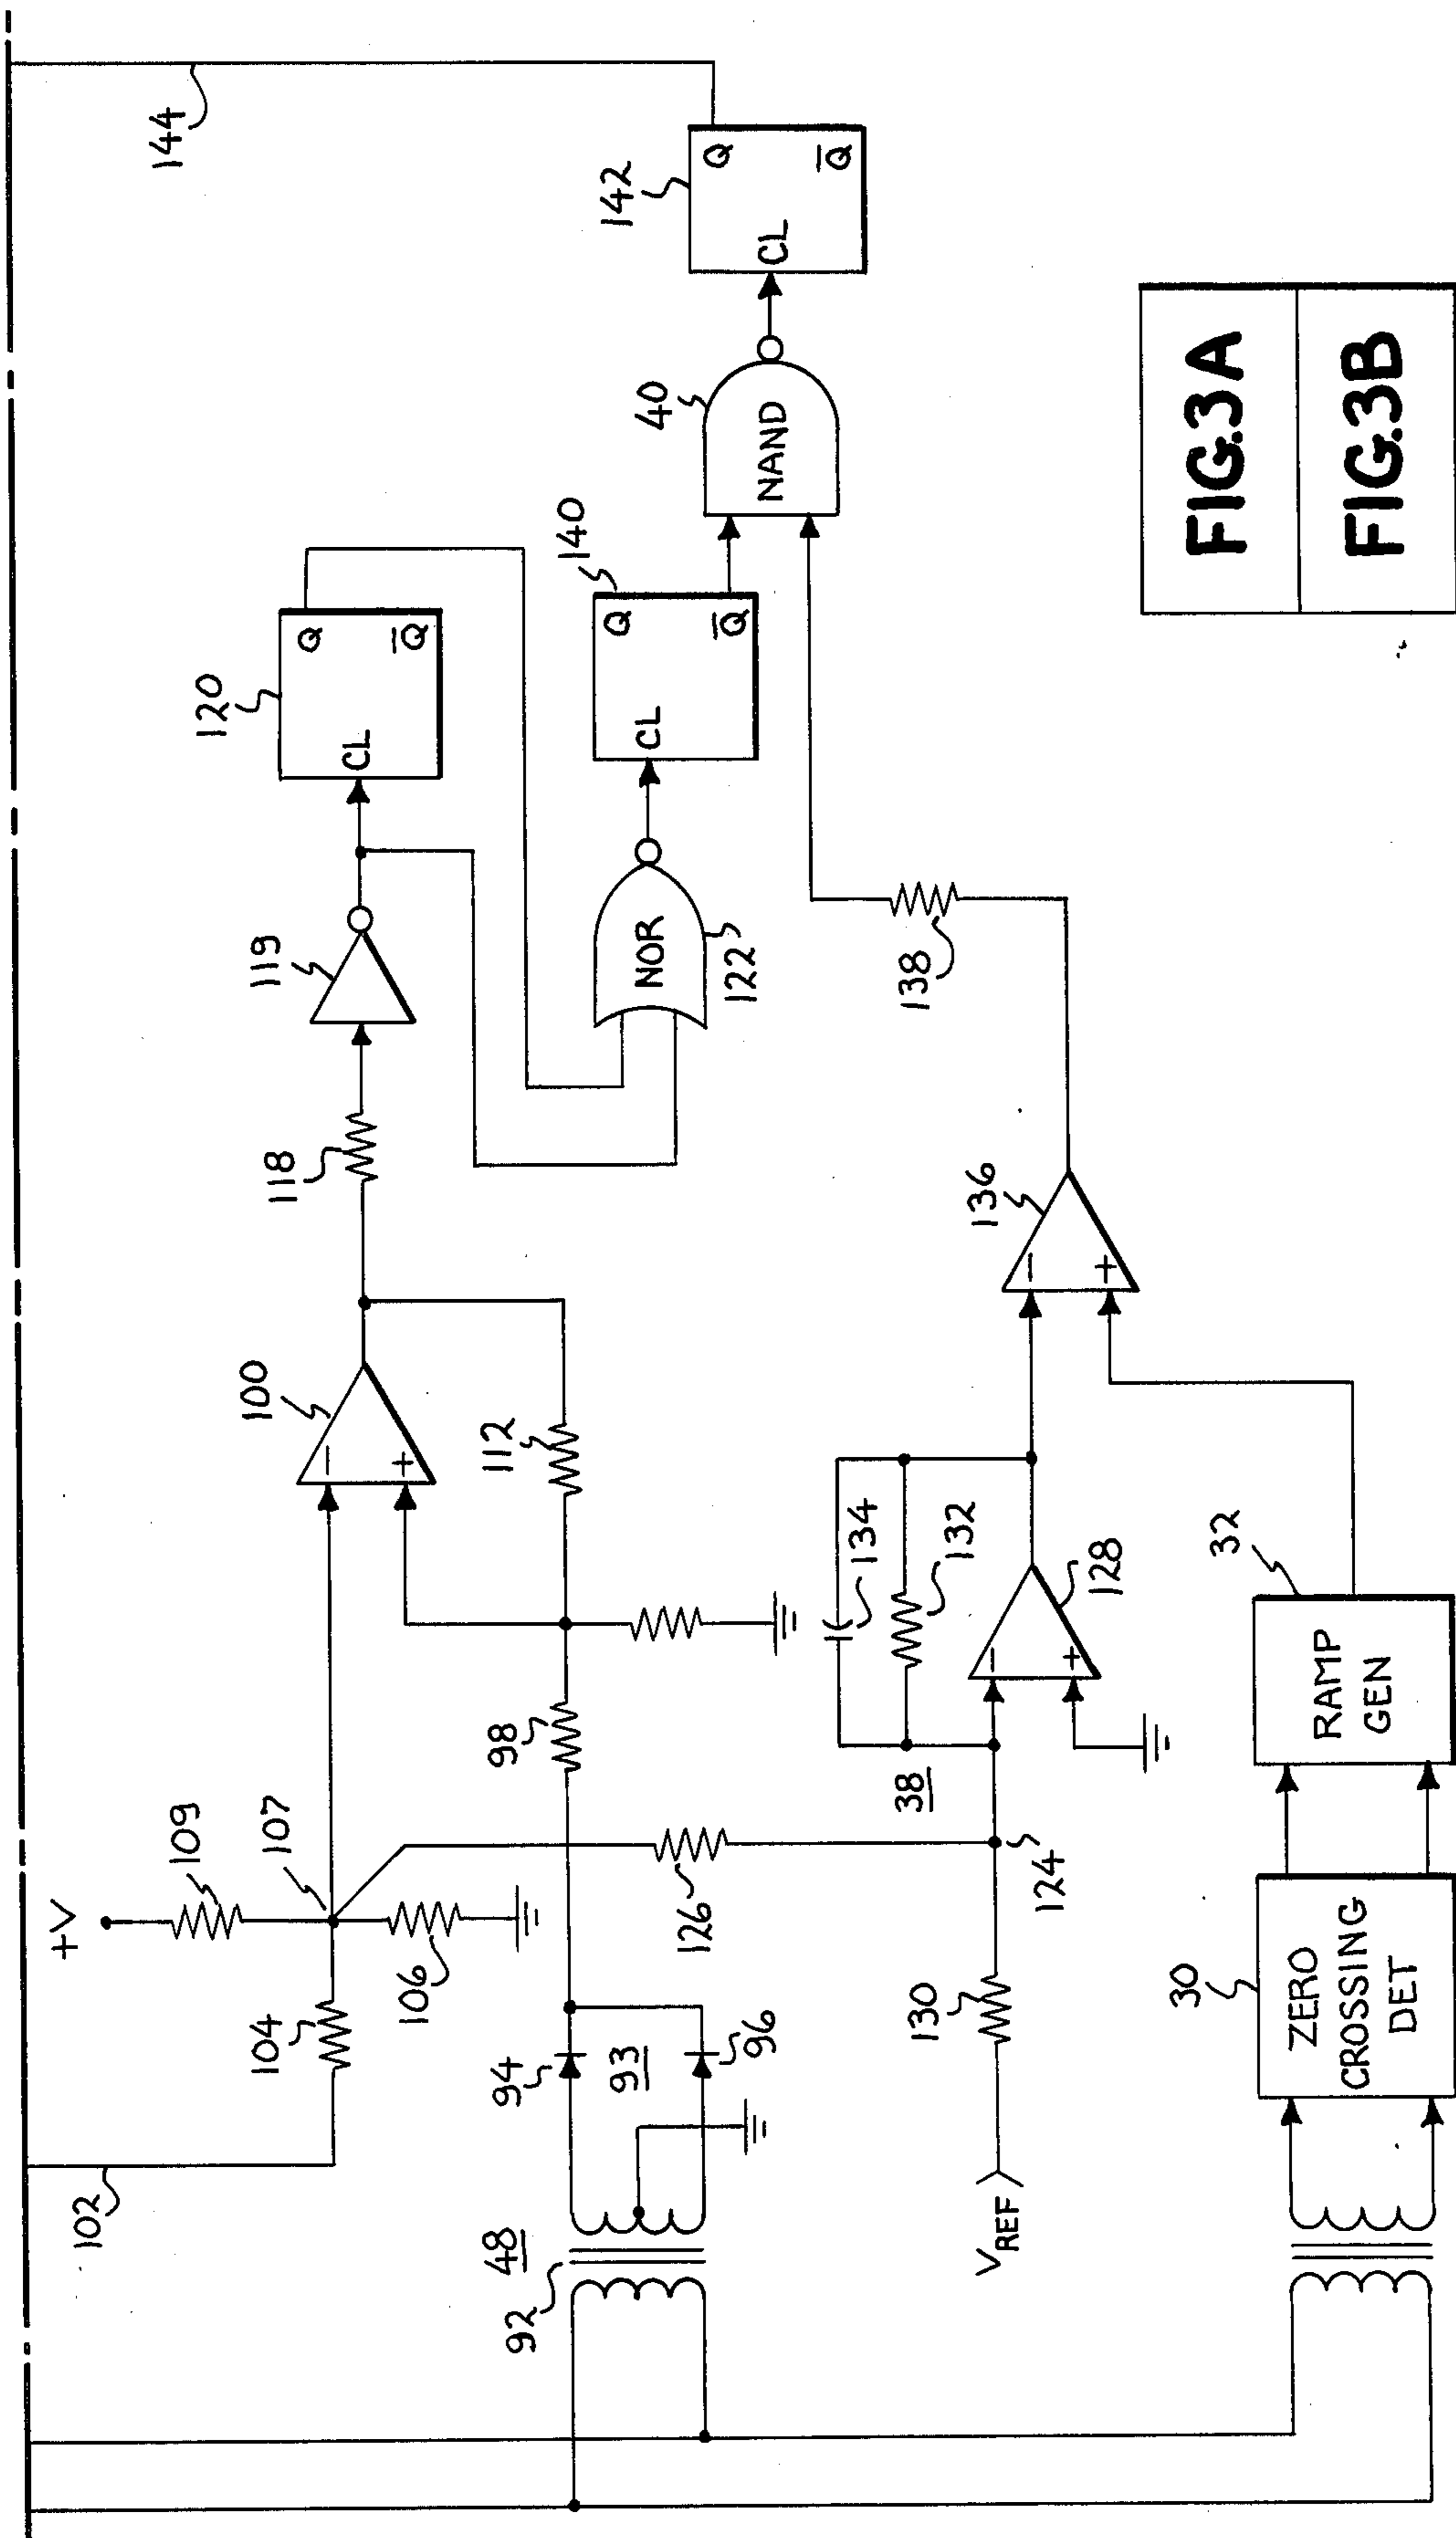 144
102
+V
109
107
104
106
100
118
119
120
CL
Q
Q̅
−
+
48
92
94
93
96
98
112
NOR
122
CL
Q
Q̅
140
NAND
40
142
CL
Q
Q̅
126
VREF
130
124
38
134
132
−
+
128
136
−
+
138
30
ZERO
CROSSING
DET
32
RAMP
GEN
FIG.3A
FIG.3B